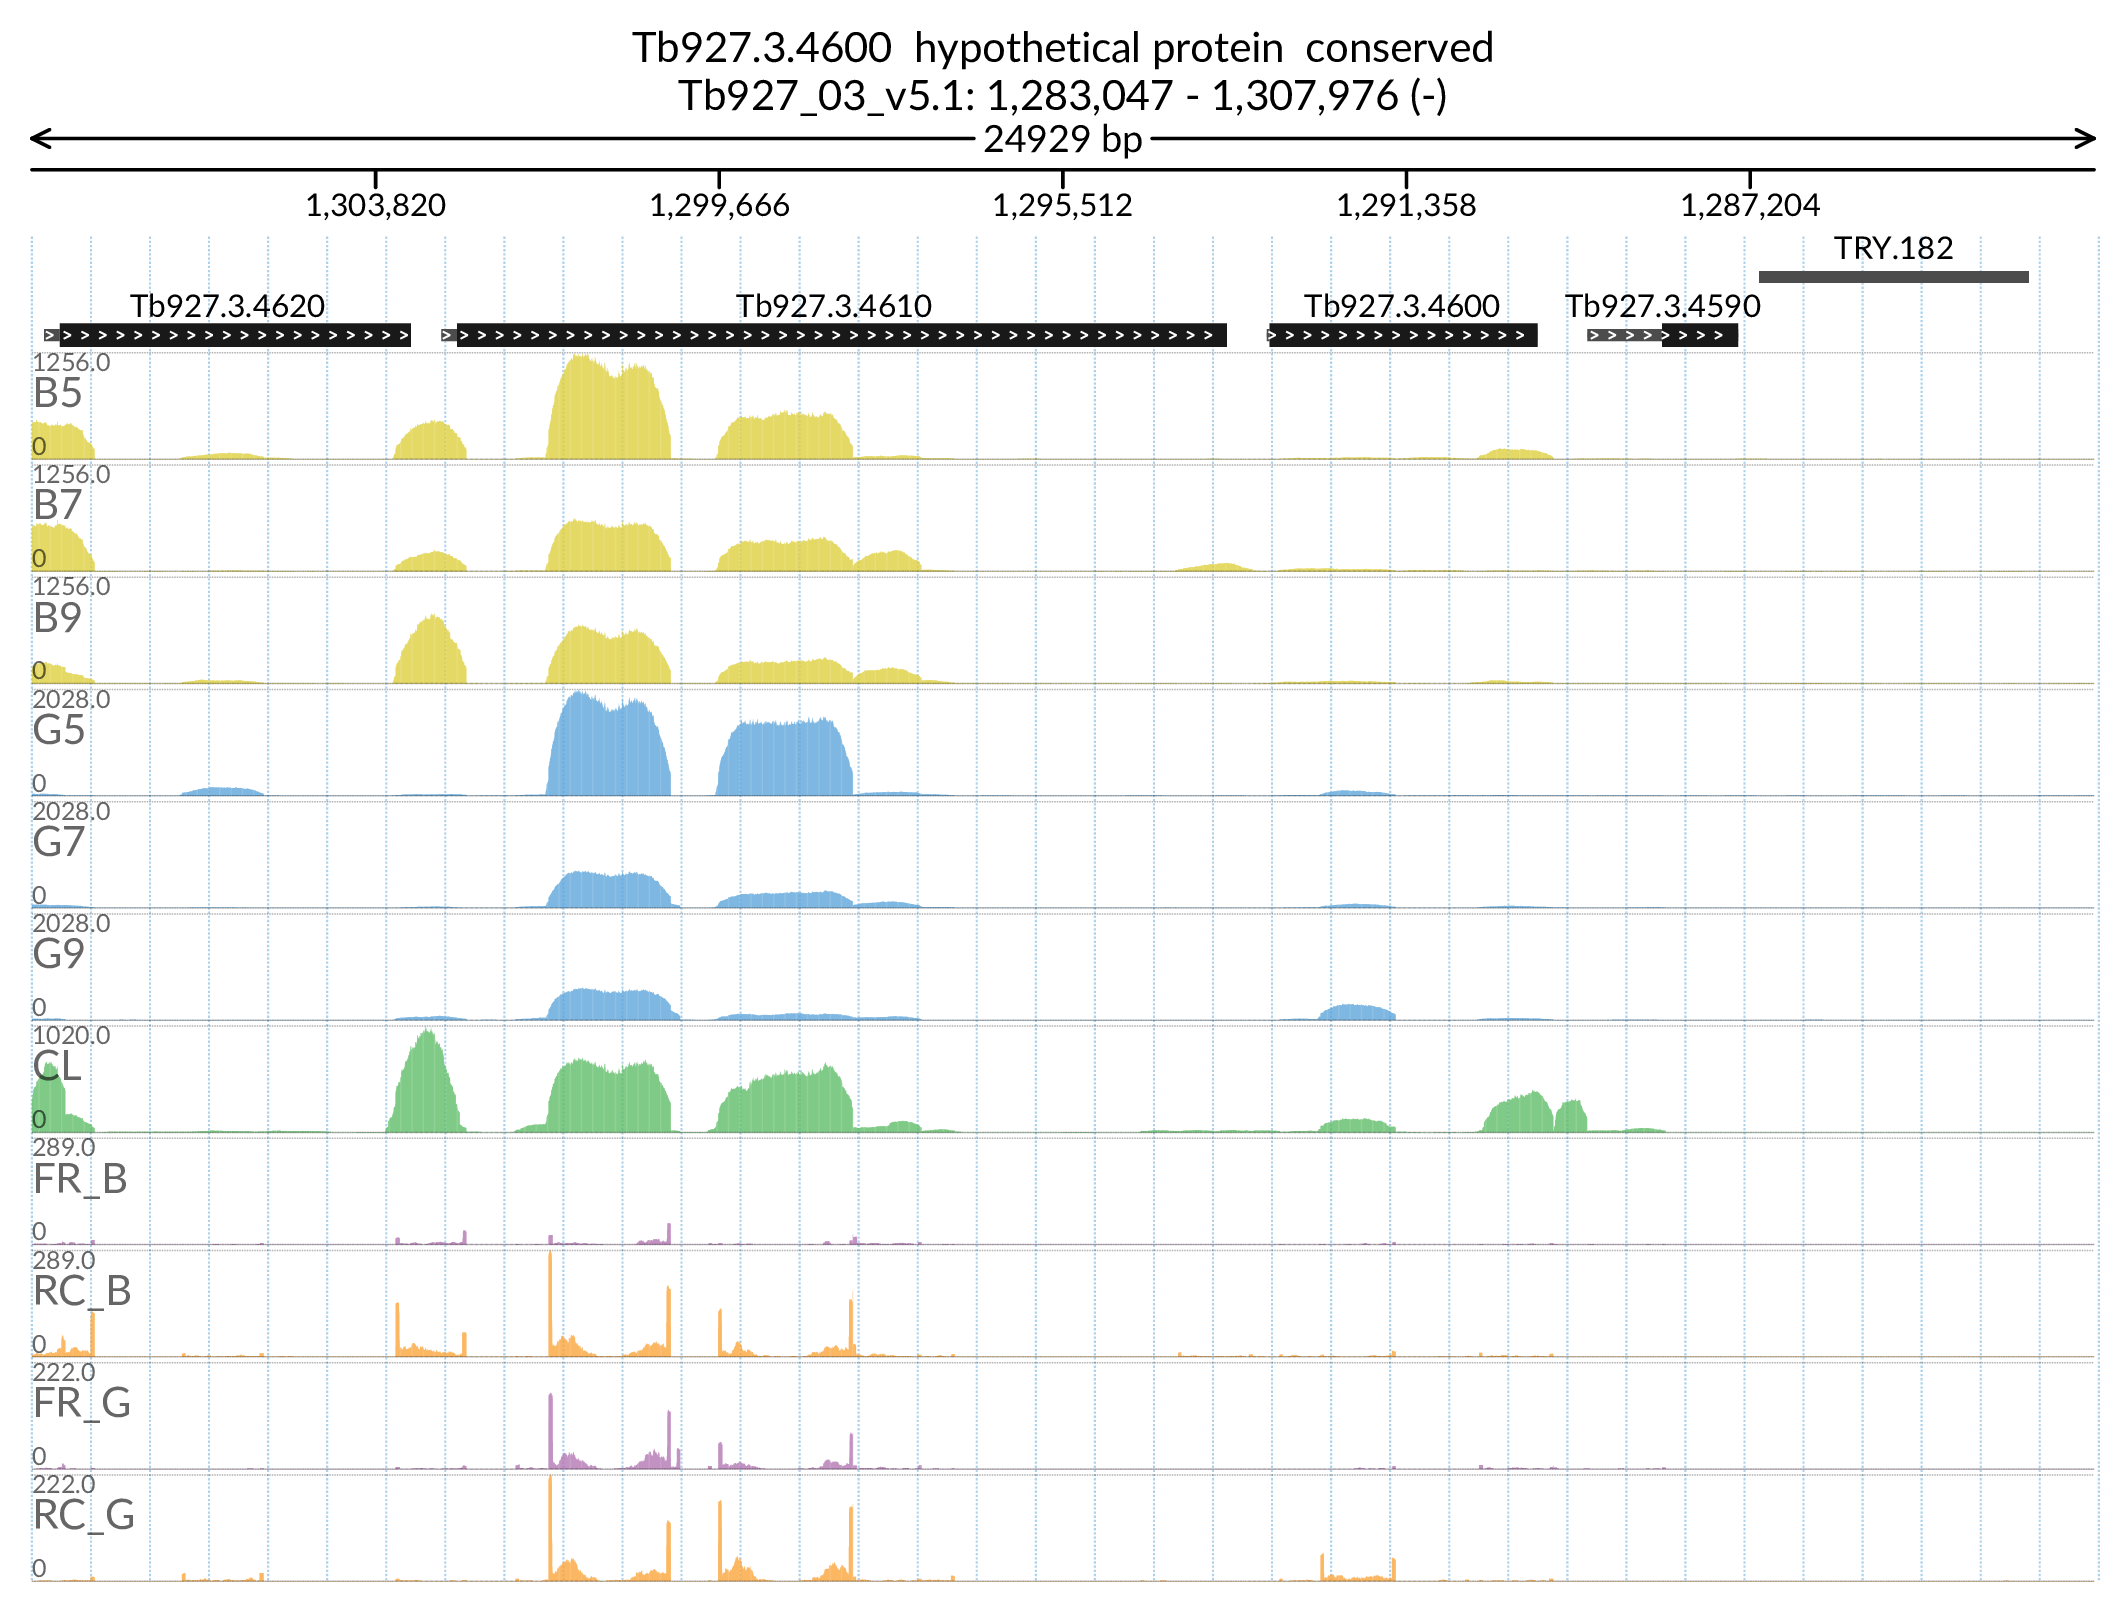 Tb927.3.4600 hypothetical protein conserved
Tb927_03_v5.1: 1,283,047 - 1,307,976 (-)
24929 bp
1,303,820 1,299,666 1,295,512 1,291,358 1,287,204
TRY.182
Tb927.3.4620 Tb927.3.4610 Tb927.3.4600 Tb927.3.4590
1256.0
B5
0
1256.0
B7
0
1256.0
B9
0
2028.0
G5
0
2028.0
G7
0
2028.0
G9
0
1020.0
CL
0
289.0
FR_B
0
289.0
RC_B
0
222.0
FR_G
0
222.0
RC_G
0